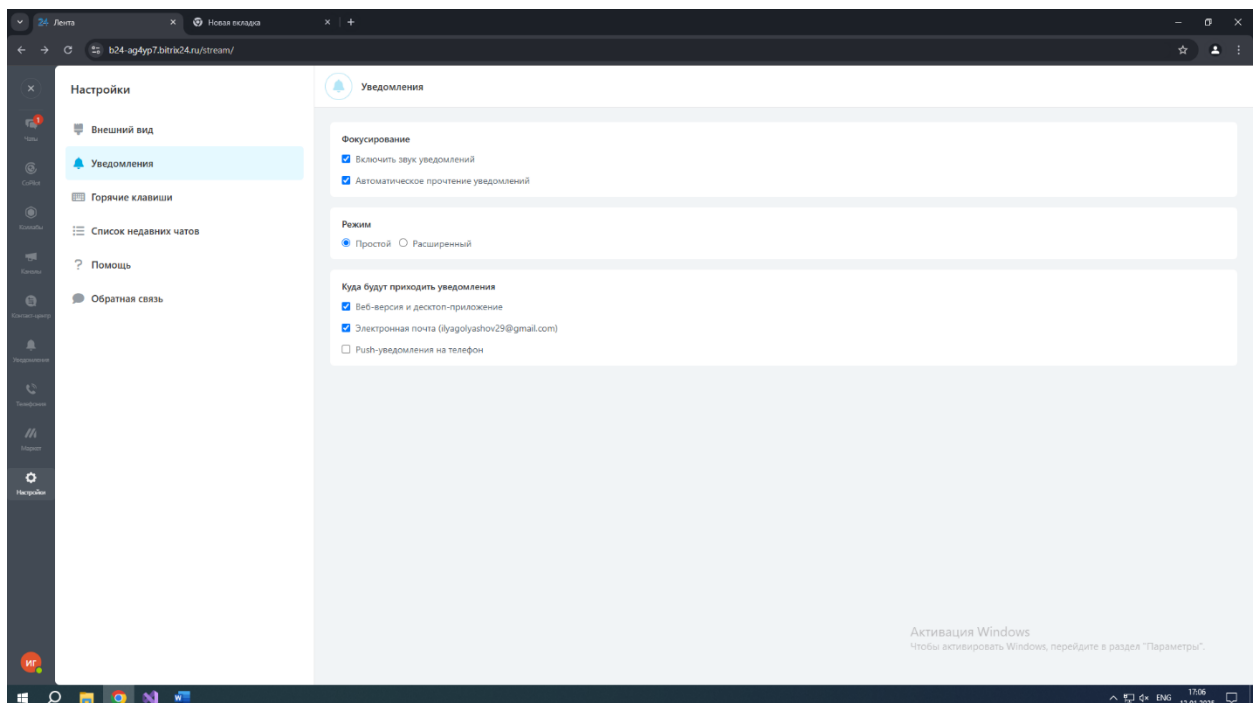 24 Лента
Новая вкладка
b24-ag4yp7.bitrix24.ru/stream/
Настройки
Уведомления
1
Чаты
Внешний вид
Фокусирование
Включить звук уведомлений
Уведомления
CoPilot
Автоматическое прочтение уведомлений
Горячие клавиши
Коллабы
Режим
Список недавних чатов
Простой
Расширенный
Каналы
Помощь
Куда будут приходить уведомления
Обратная связь
Веб-версия и десктоп-приложение
Контакт-центр
Электронная почта (ilyagolyashov29@gmail.com)
Push-уведомления на телефон
Уведомления
Телефония
Маркет
Настройки
Активация Windows
Чтобы активировать Windows, перейдите в раздел "Параметры".
ИГ
ENG
17:06